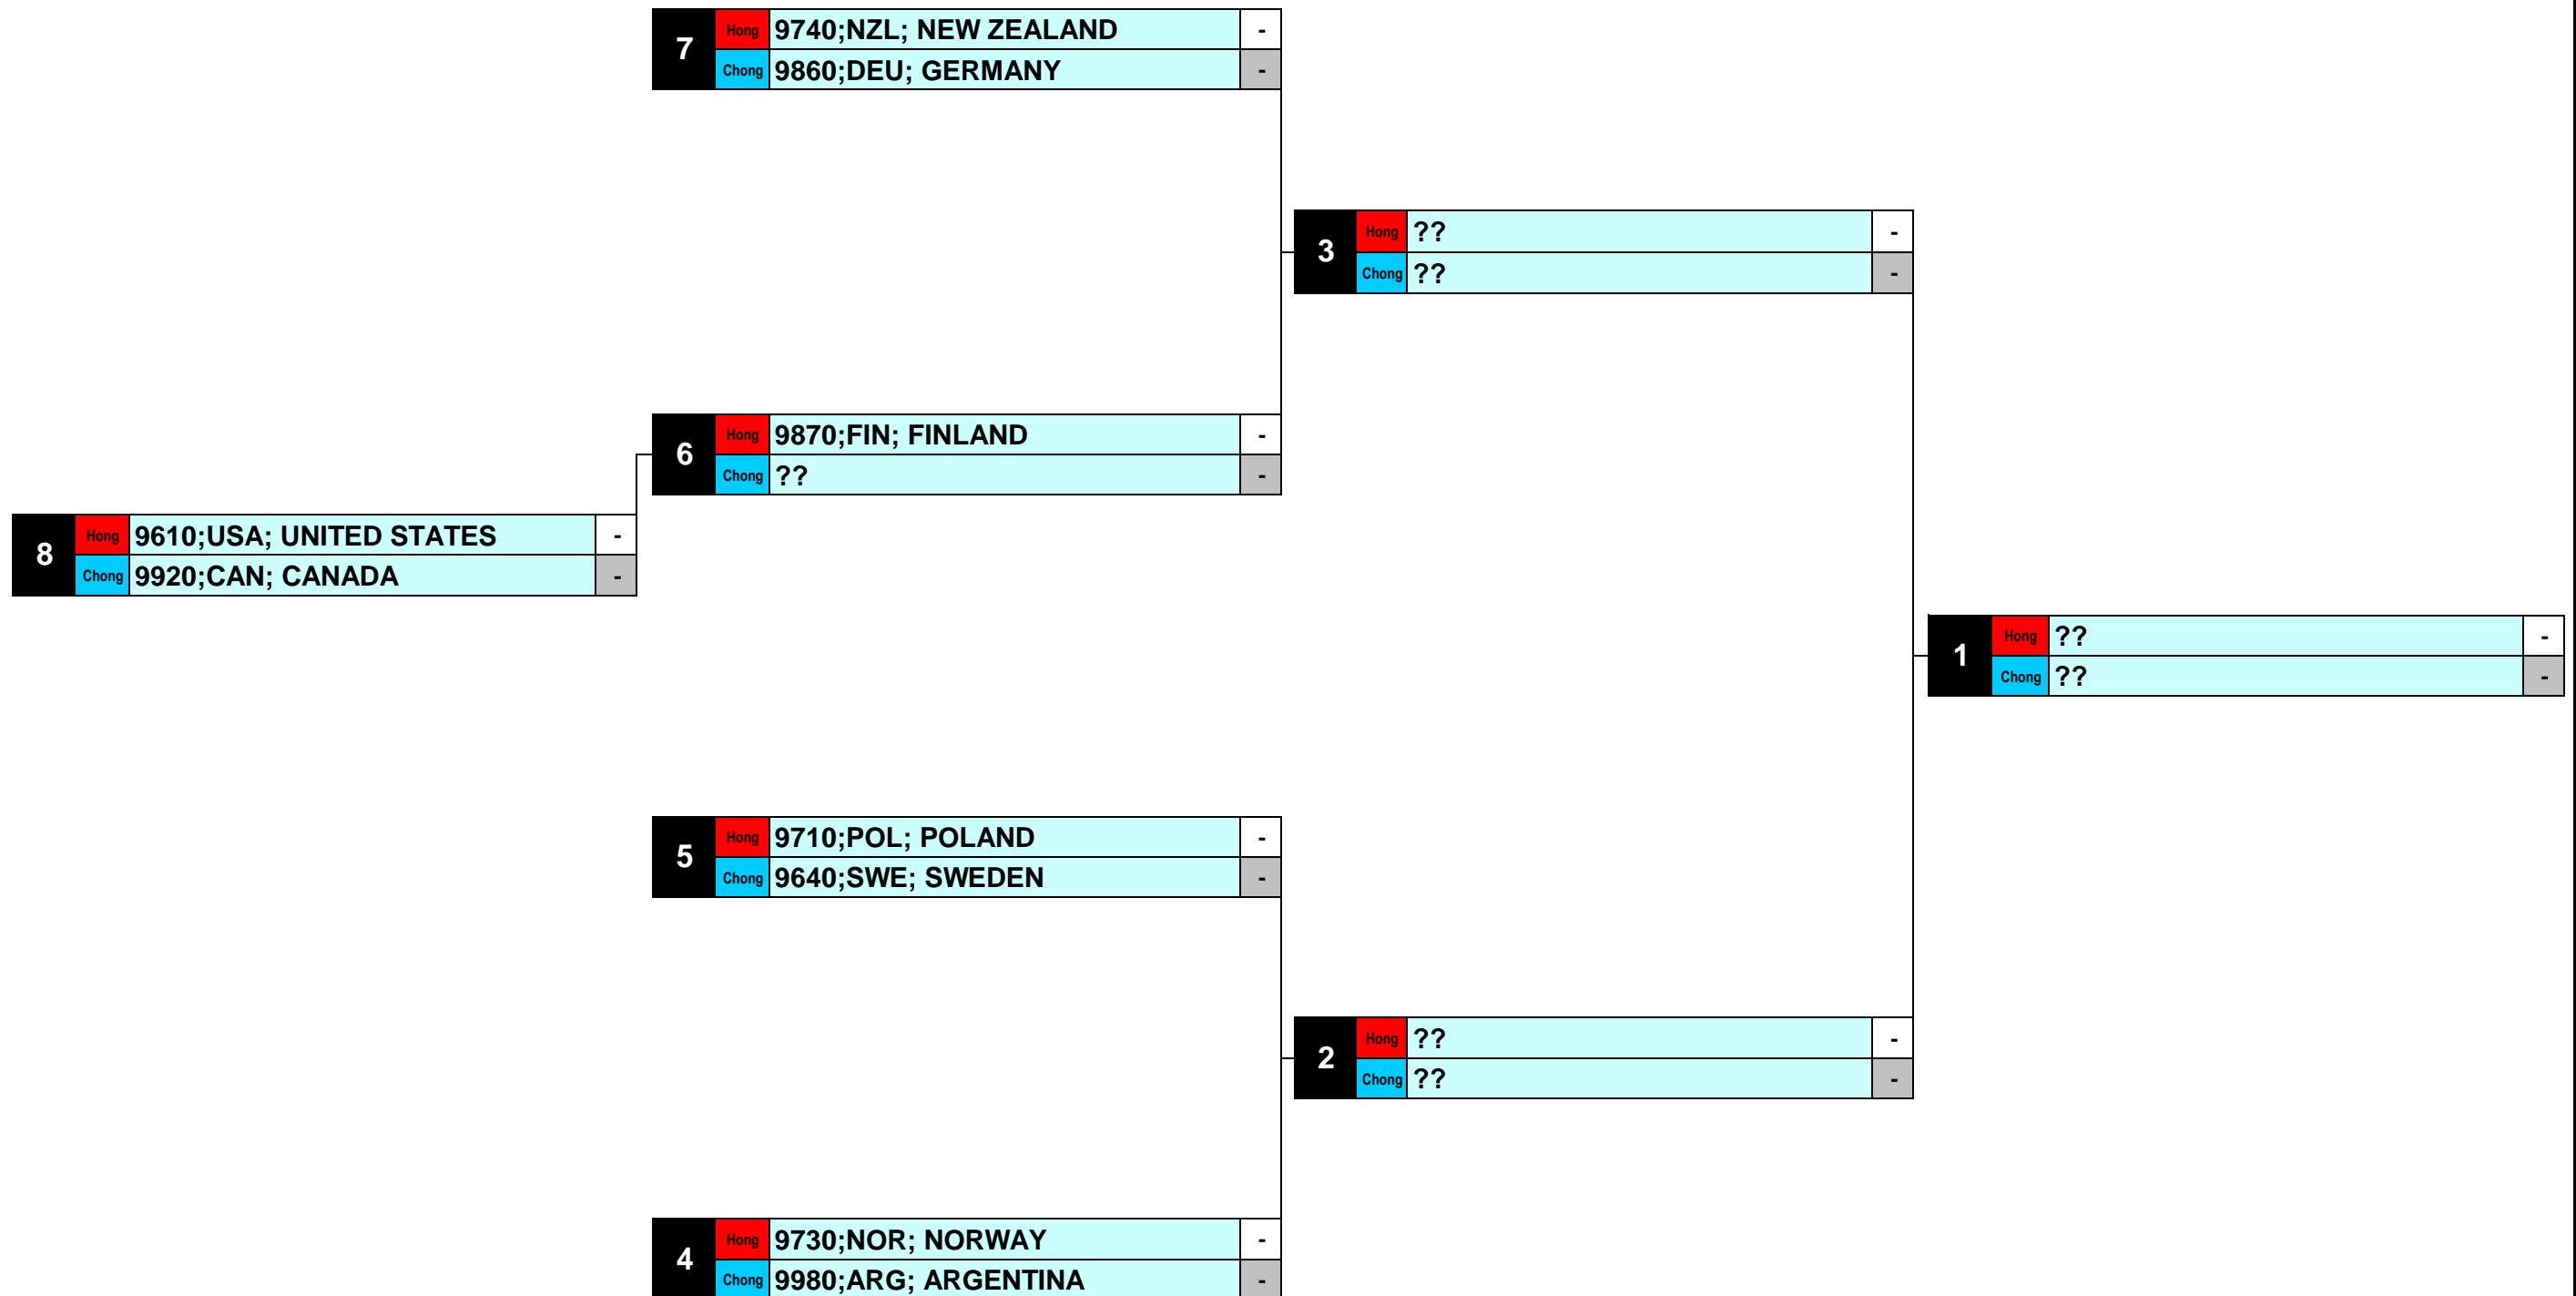 7 Hong 9740;NZL; NEW ZEALAND -
Chong 9860;DEU; GERMANY -
3 Hong ?? -
Chong ?? -
6 Hong 9870;FIN; FINLAND -
Chong ?? -
8 Hong 9610;USA; UNITED STATES -
Chong 9920;CAN; CANADA -
1 Hong ?? -
Chong ?? -
5 Hong 9710;POL; POLAND -
Chong 9640;SWE; SWEDEN -
2 Hong ?? -
Chong ?? -
4 Hong 9730;NOR; NORWAY -
Chong 9980;ARG; ARGENTINA -